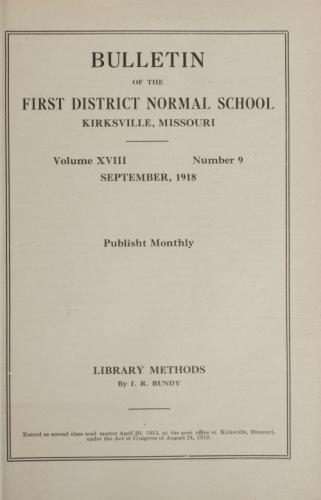 BULLETIN
OF THE
FIRST DISTRICT NORMAL SCHOOL
KIRKSVILLE, MISSOURI
Volume XVIII Number 9
SEPTEMBER, 1918
Publisht Monthly
LIBRARY METHODS
By I. R. BUNDY
Entered as second class mail matter April 29, 1915, at the post office at Kirksville, Missouri,
under the Act of Congress of August 24, 1912.